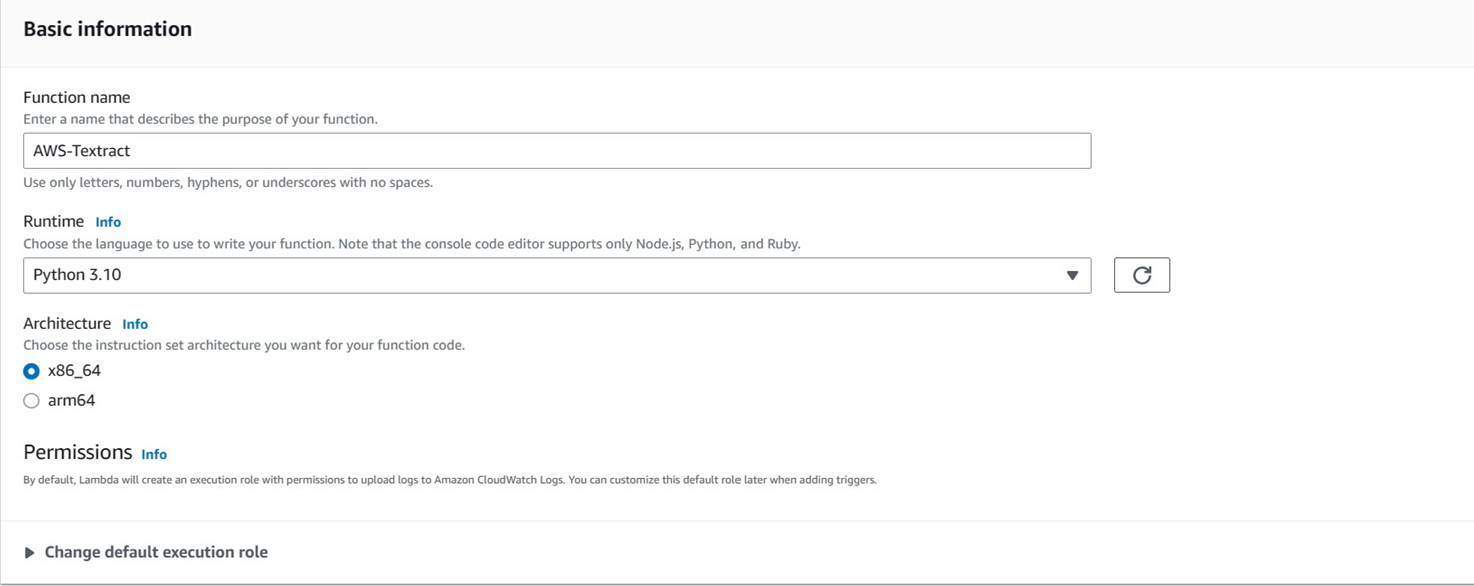 Basic information
Function name
Enter a name that describes the purpose of your function.
AWS-Textract
Use only letters, numbers, hyphens, or underscores with no spaces.
Runtime Info
Choose the language to use to write your function. Note that the console code editor supports only Node.js, Python, and Ruby.
Python 3.10
Architecture Info
Choose the instruction set architecture you want for your function code.
x86_64
arm64
Permissions Info
By default, Lambda will create an execution role with permissions to upload logs to Amazon CloudWatch Logs. You can customize this default role later when adding triggers.
Change default execution role